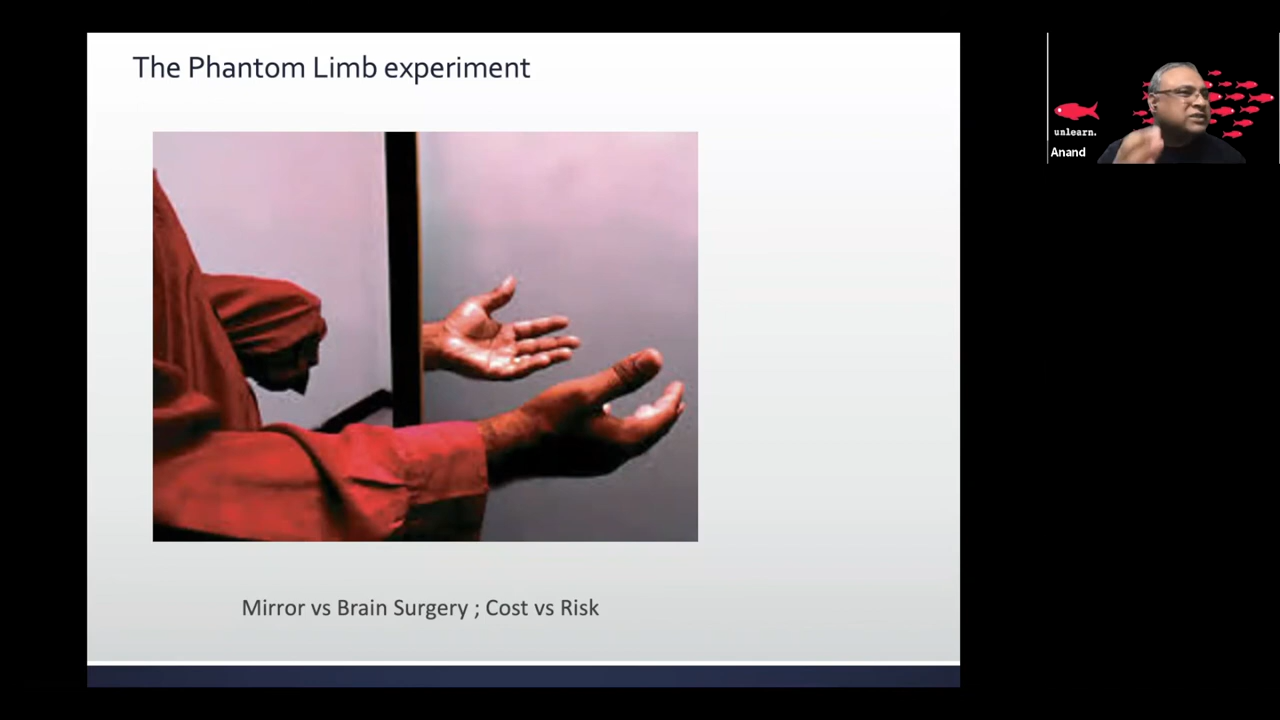 The Phantom Limb experiment
unlearn.
Anand
Mirror vs Brain Surgery ; Cost vs Risk